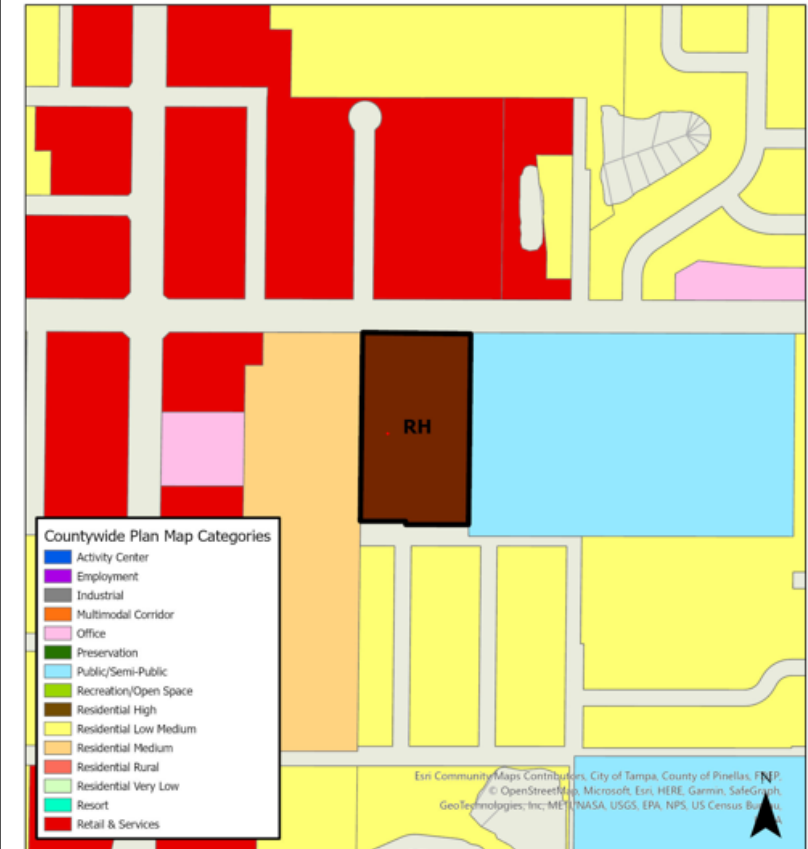 RH
Countywide Plan Map Categories
Activity Center
Employment
Industrial
Multimodal Corridor
Office
Preservation
Public/Semi-Public
Recreation/Open Space
Residential High
Residential Low Medium
Residential Medium
Residential Rural
Residential Very Low
Resort
Retail & Services
N
Esri Community Maps Contributors, City of Tampa, County of Pinellas,
© OpenStreetMap, Microsoft, Esri, HERE, Garmin, SafeGraph,
GeoTechnologies, Inc, METI/NASA, USGS, EPA, NPS, US Census Bureau,